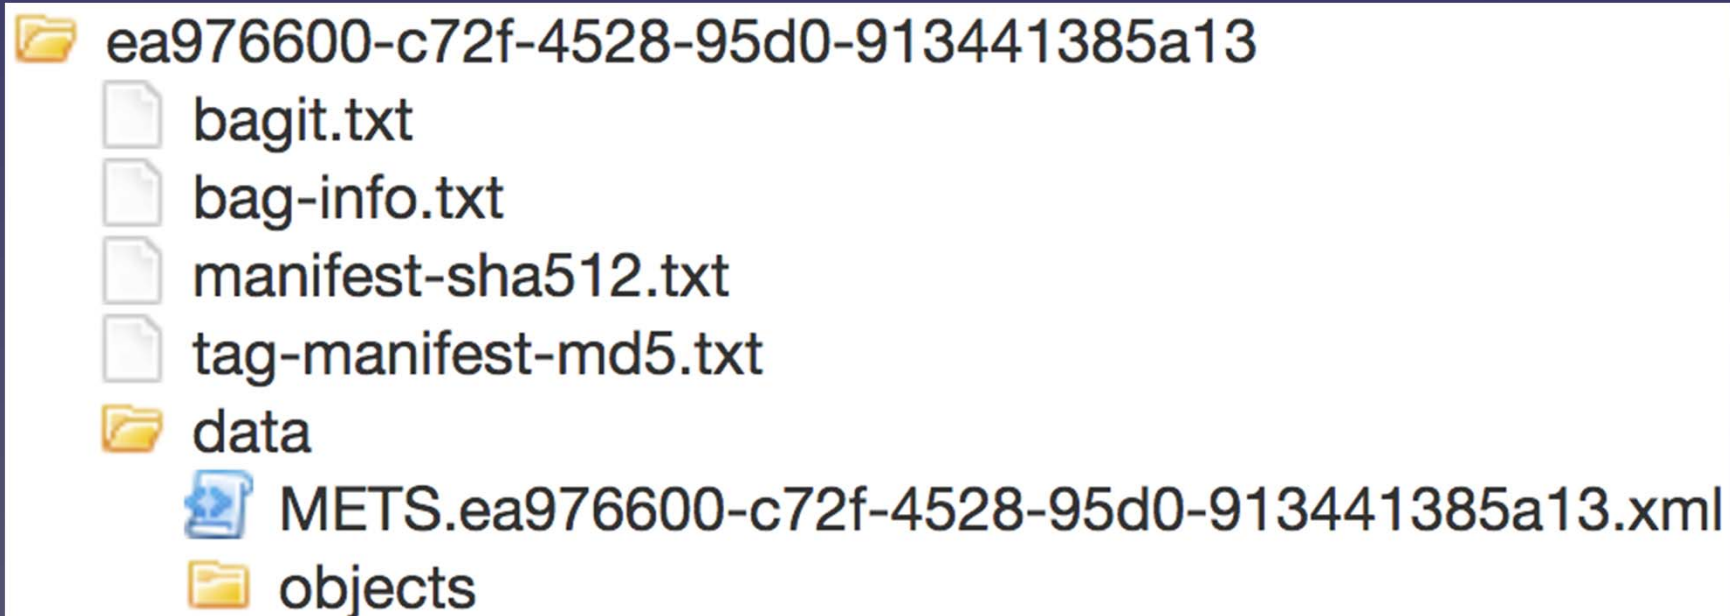 ea976600-c72f-4528-95d0-913441385a13
bagit.txt
bag-info.txt
manifest-sha512.txt
tag-manifest-md5.txt
data
METS.ea976600-c72f-4528-95d0-913441385a13.xml
objects